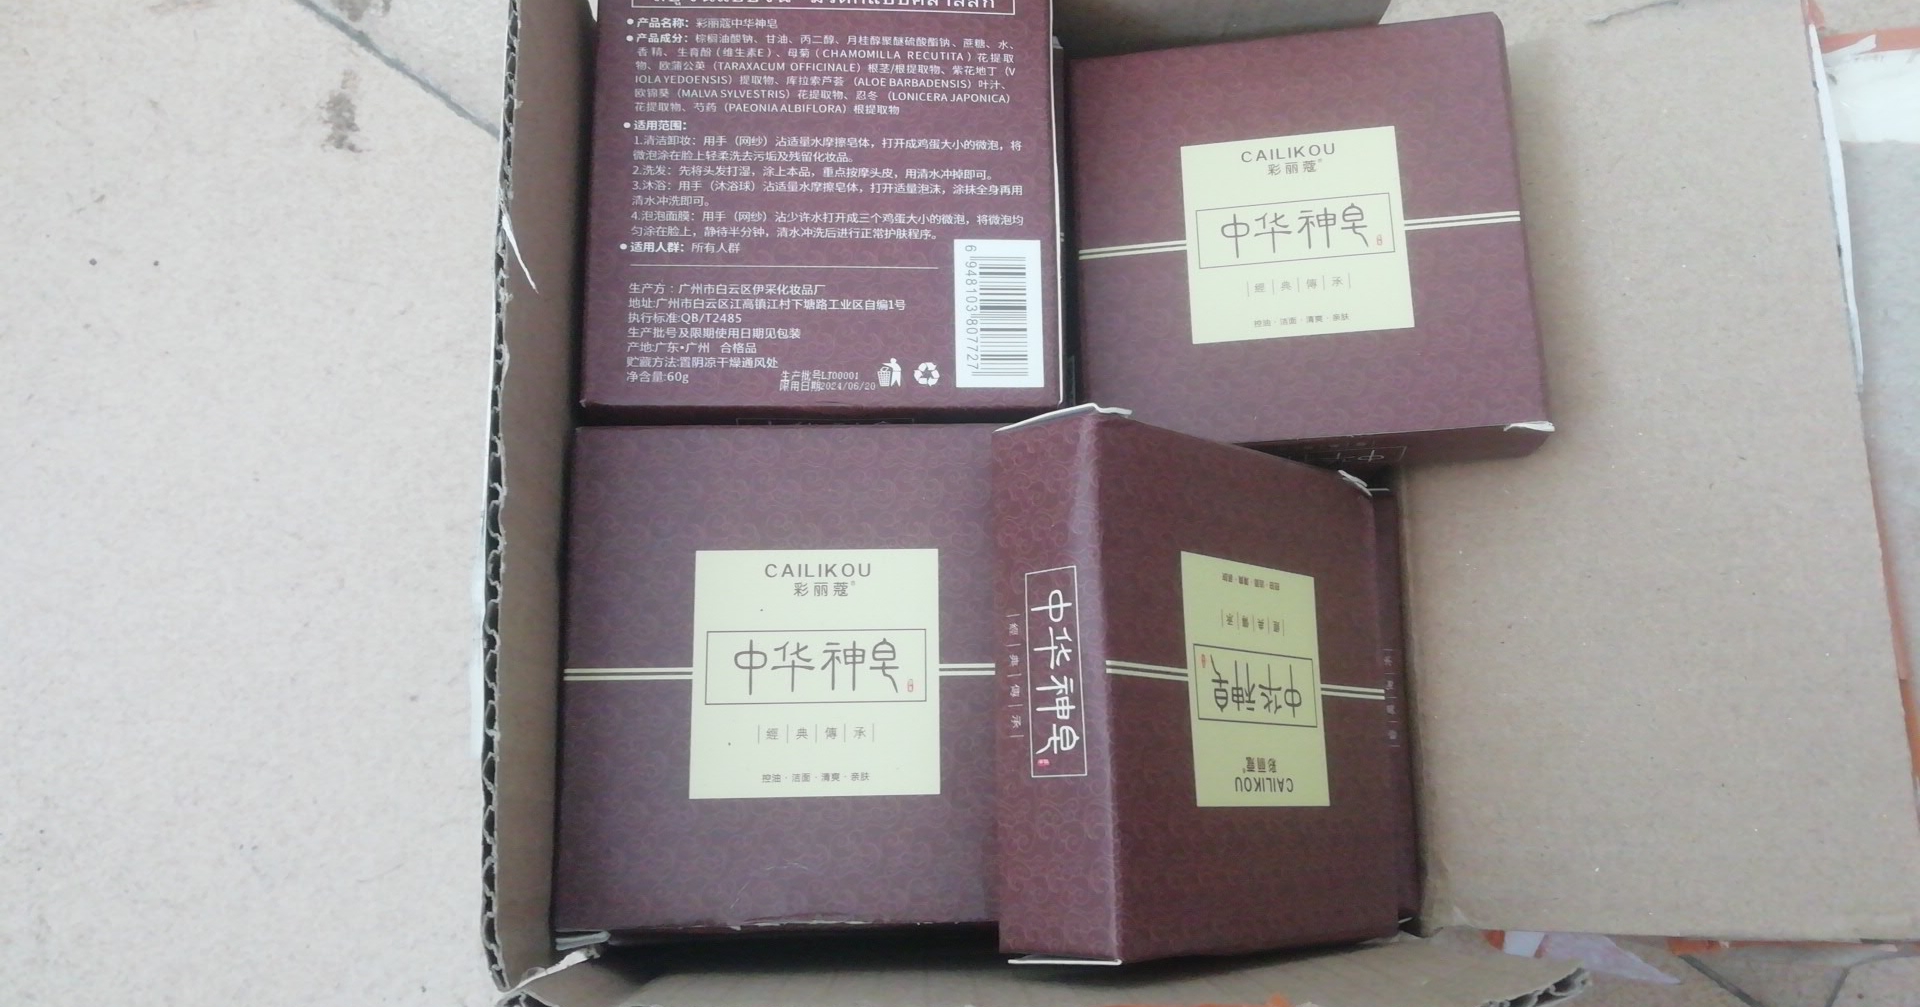 ● 产品名称：彩丽蔻中华神皂
● 产品成分：棕榈油酸钠、甘油、丙二醇、月桂醇聚醚硫酸酯钠、蔗糖、水、
香精、生育酚（维生素E）、母菊（CHAMOMILLA RECUTITA）花提取
物、欧蒲公英（TARAXACUM OFFICINALE）根茎/根提取物、紫花地丁（V
IOLA YEDOENSIS）提取物、库拉索芦荟（ALOE BARBADENSIS）叶汁、
欧锦葵（MALVA SYLVESTRIS）花提取物、忍冬（LONICERA JAPONICA）
花提取物、芍药（PAEONIA ALBIFLORA）根提取物
● 适用范围：
1.清洁卸妆：用手（网纱）沾适量水摩擦皂体，打开成鸡蛋大小的微泡，将
微泡涂在脸上轻柔洗去污垢及残留化妆品。
2.洗发：先将头发打湿，涂上本品，重点按摩头皮，用清水冲掉即可。
3.沐浴：用手（沐浴球）沾适量水摩擦皂体，打开适量泡沫，涂抹全身再用
清水冲洗即可。
4.泡泡面膜：用手（网纱）沾少许水打开成三个鸡蛋大小的微泡，将微泡均
匀涂在脸上，静待半分钟，清水冲洗后进行正常护肤程序。
● 适用人群：所有人群
生产方：广州市白云区伊采化妆品厂
地址:广州市白云区江高镇江村下塘路工业区自编1号
执行标准:QB/T2485
生产批号及限期使用日期见包装
产地:广东•广州 合格品
贮藏方法:置阴凉干燥通风处
净含量:60g
生产批号LJ00001
限用日期2024/06/20
6 948103 807727
CAILIKOU
彩丽蔻®
中华神皂
經 | 典 | 傳 | 承
控油·洁面·清爽·亲肤
CAILIKOU
彩丽蔻®
中华神皂
經 | 典 | 傳 | 承
控油·洁面·清爽·亲肤
中华神皂
經 | 典 | 傳 | 承
CAILIKOU
彩丽蔻®
中华神皂
經 | 典 | 傳 | 承
控油·洁面·清爽·亲肤